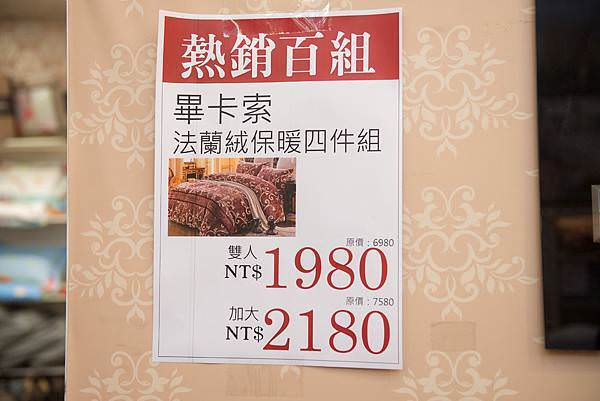 熱銷百組
畢卡索
法蘭絨保暖四件組
原價：6980
雙人 NT$1980
原價：7580
加大 NT$2180